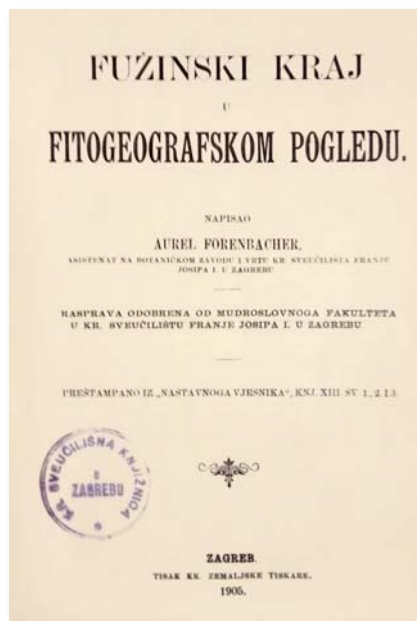 FUŽINSKI KRAJ
U
FITOGEOGRAFSKOM POGLEDU.
NAPISAO
AUREL FORENBACHER,
ASISTENAT NA BOTANIČKOM ZAVODU I VRTU KR. SVEUČILIŠTA FRANJE
JOSIPA I. U ZAGREBU
RASPRAVA ODOBRENA OD MUDROSLOVNOGA FAKULTETA
U KR. SVEUČILIŠTU FRANJE JOSIPA I. U ZAGREBU
PREŠTAMPANO IZ „NASTAVNOGA VJESNIKA“, KNJ. XIII. SV. 1., 2. I 3.
KR. SVEUČILIŠNA KNJIŽNICA
U
ZAGREBU
ZAGREB.
TISAK KR. ZEMALJSKE TISKARE.
1905.